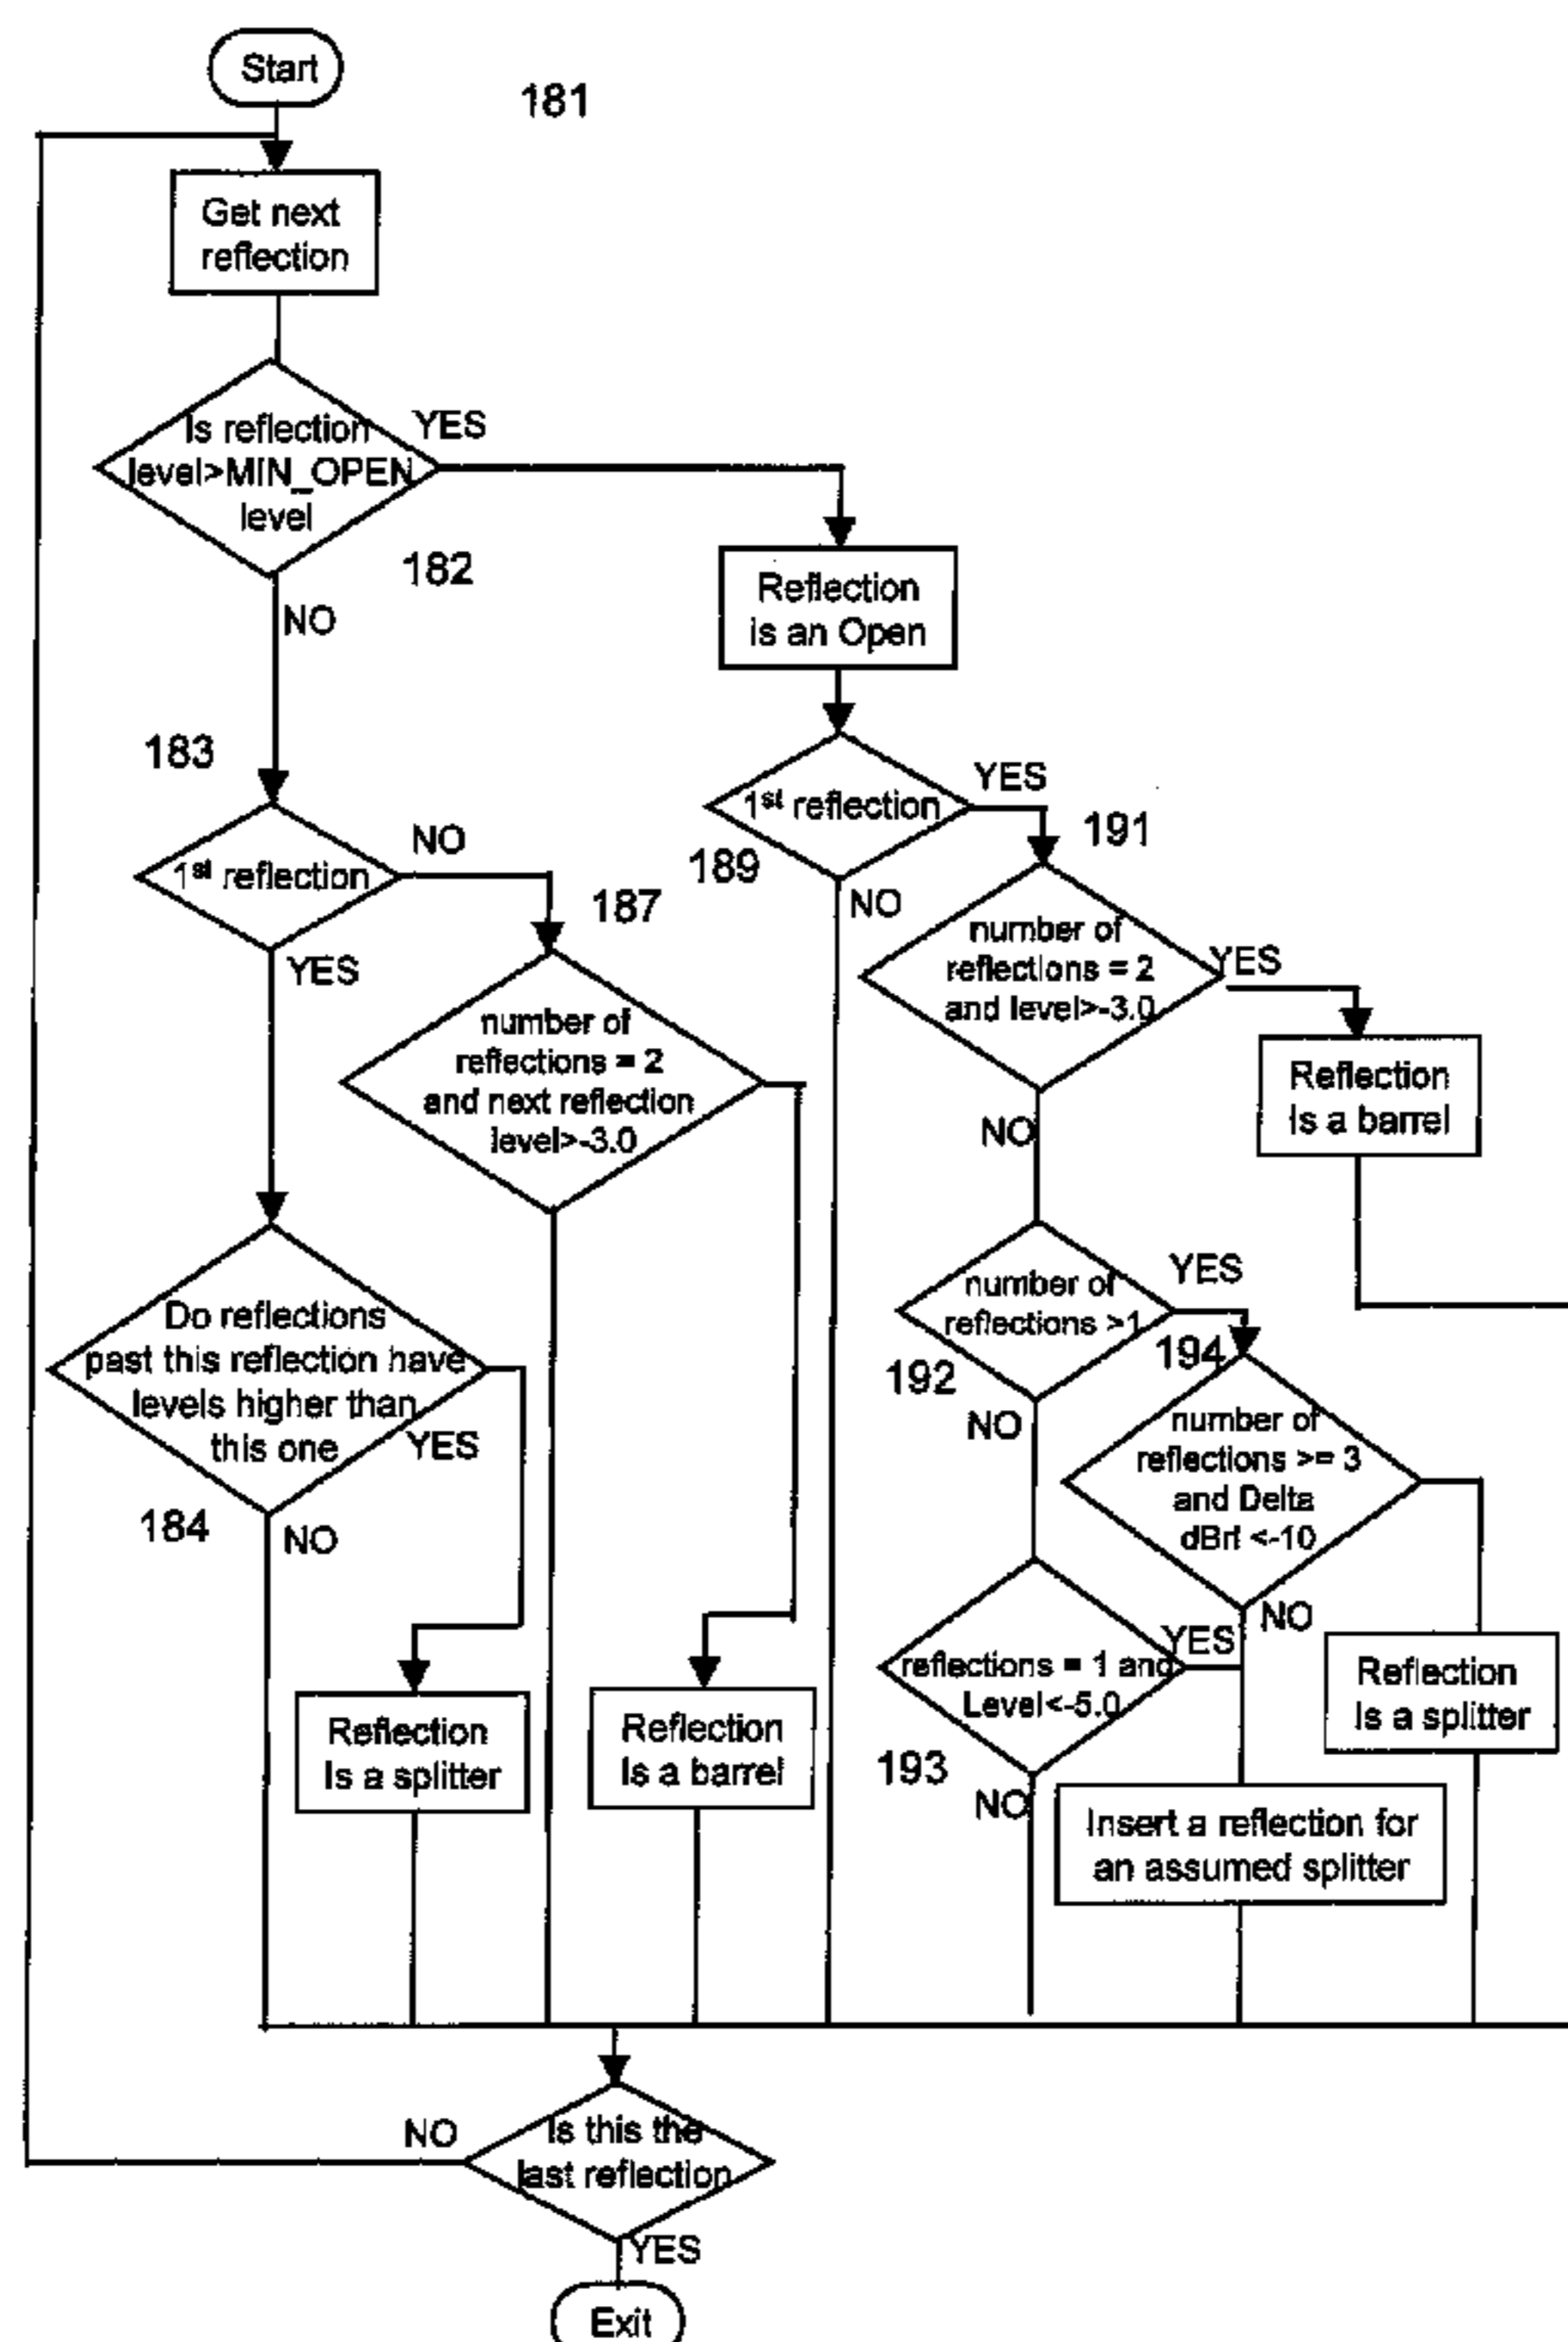 Start
181
Get next
reflection
Is reflection
level>MIN_OPEN
level
YES
182
NO
Reflection
is an Open
183
1st reflection
NO
YES
187
number of
reflections = 2
and next reflection
level>-3.0
1st reflection
YES
189
NO
191
number of
reflections = 2
and level>-3.0
YES
NO
Reflection
Is a barrel
Do reflections
past this reflection have
levels higher than
this one
YES
184
NO
number of
reflections >1
YES
192
NO
194
number of
reflections >= 3
and Delta
dBrf <-10
NO
reflections = 1 and
Level<-5.0
YES
193
NO
Reflection
Is a splitter
Reflection
Is a barrel
Reflection
Is a splitter
Insert a reflection for
an assumed splitter
Is this the
last reflection
NO
YES
Exit